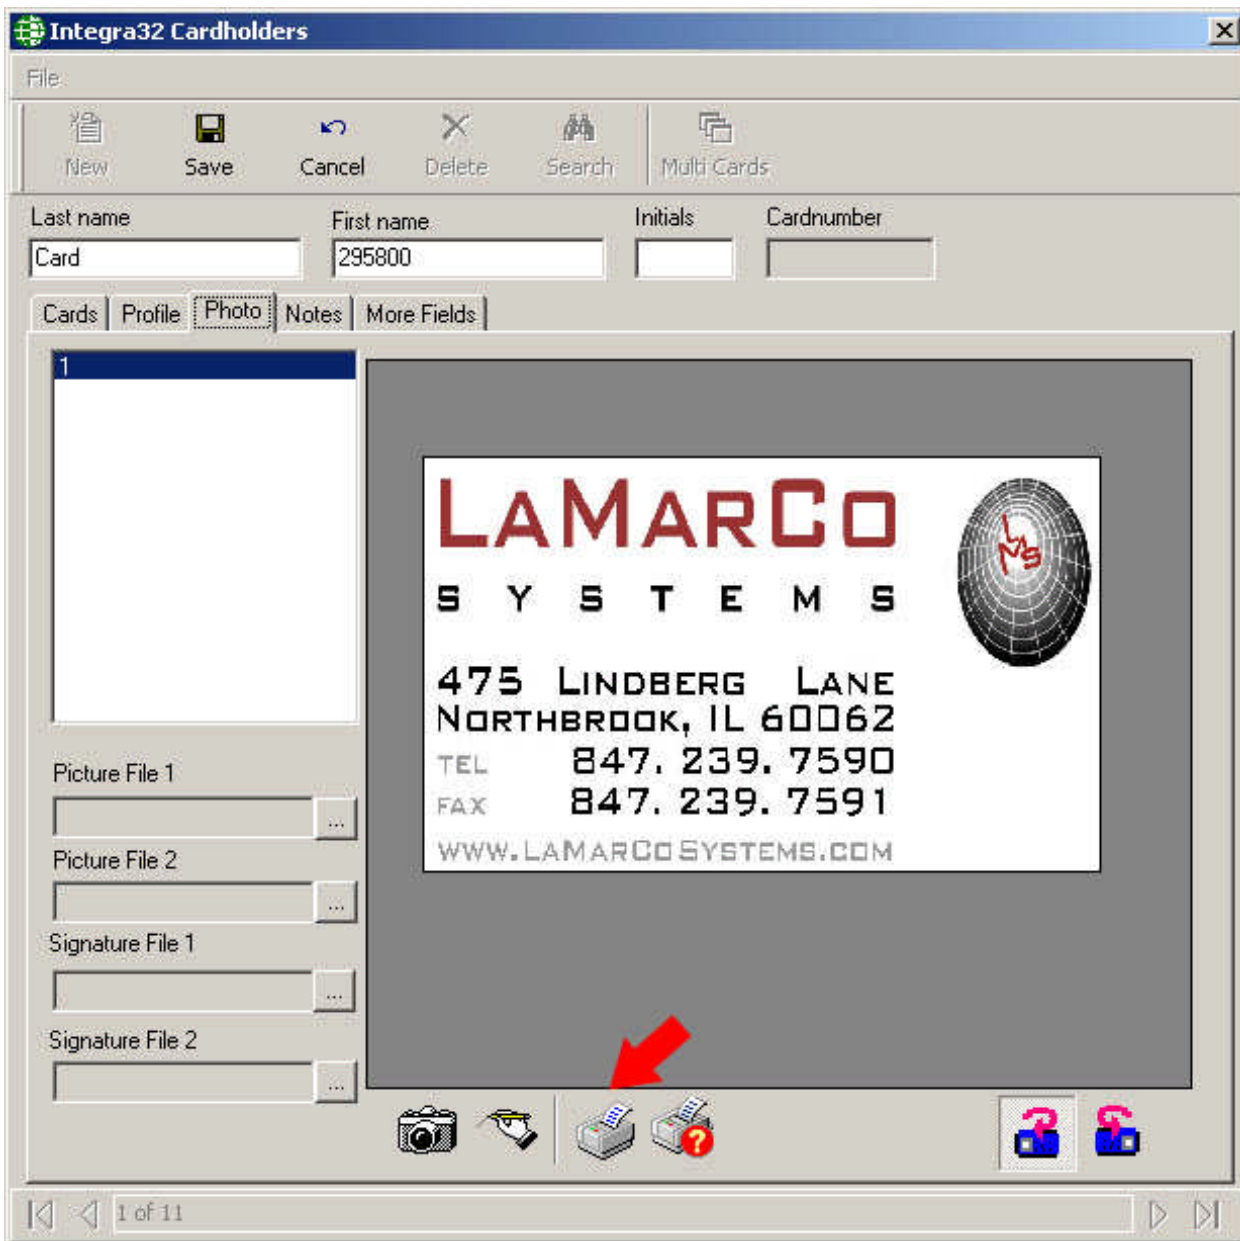 Integra32 Cardholders
File
New Save Cancel Delete Search Multi Cards
Last name First name Initials Cardnumber
Card 295800
Cards Profile Photo Notes More Fields
1
LAMARCO
SYSTEMS
LMS
475 LINDBERG LANE
NORTHBROOK, IL 60062
TEL 847. 239. 7590
FAX 847. 239. 7591
WWW.LAMARCOSYSTEMS.COM
Picture File 1
...
Picture File 2
...
Signature File 1
...
Signature File 2
...
?
1 of 11